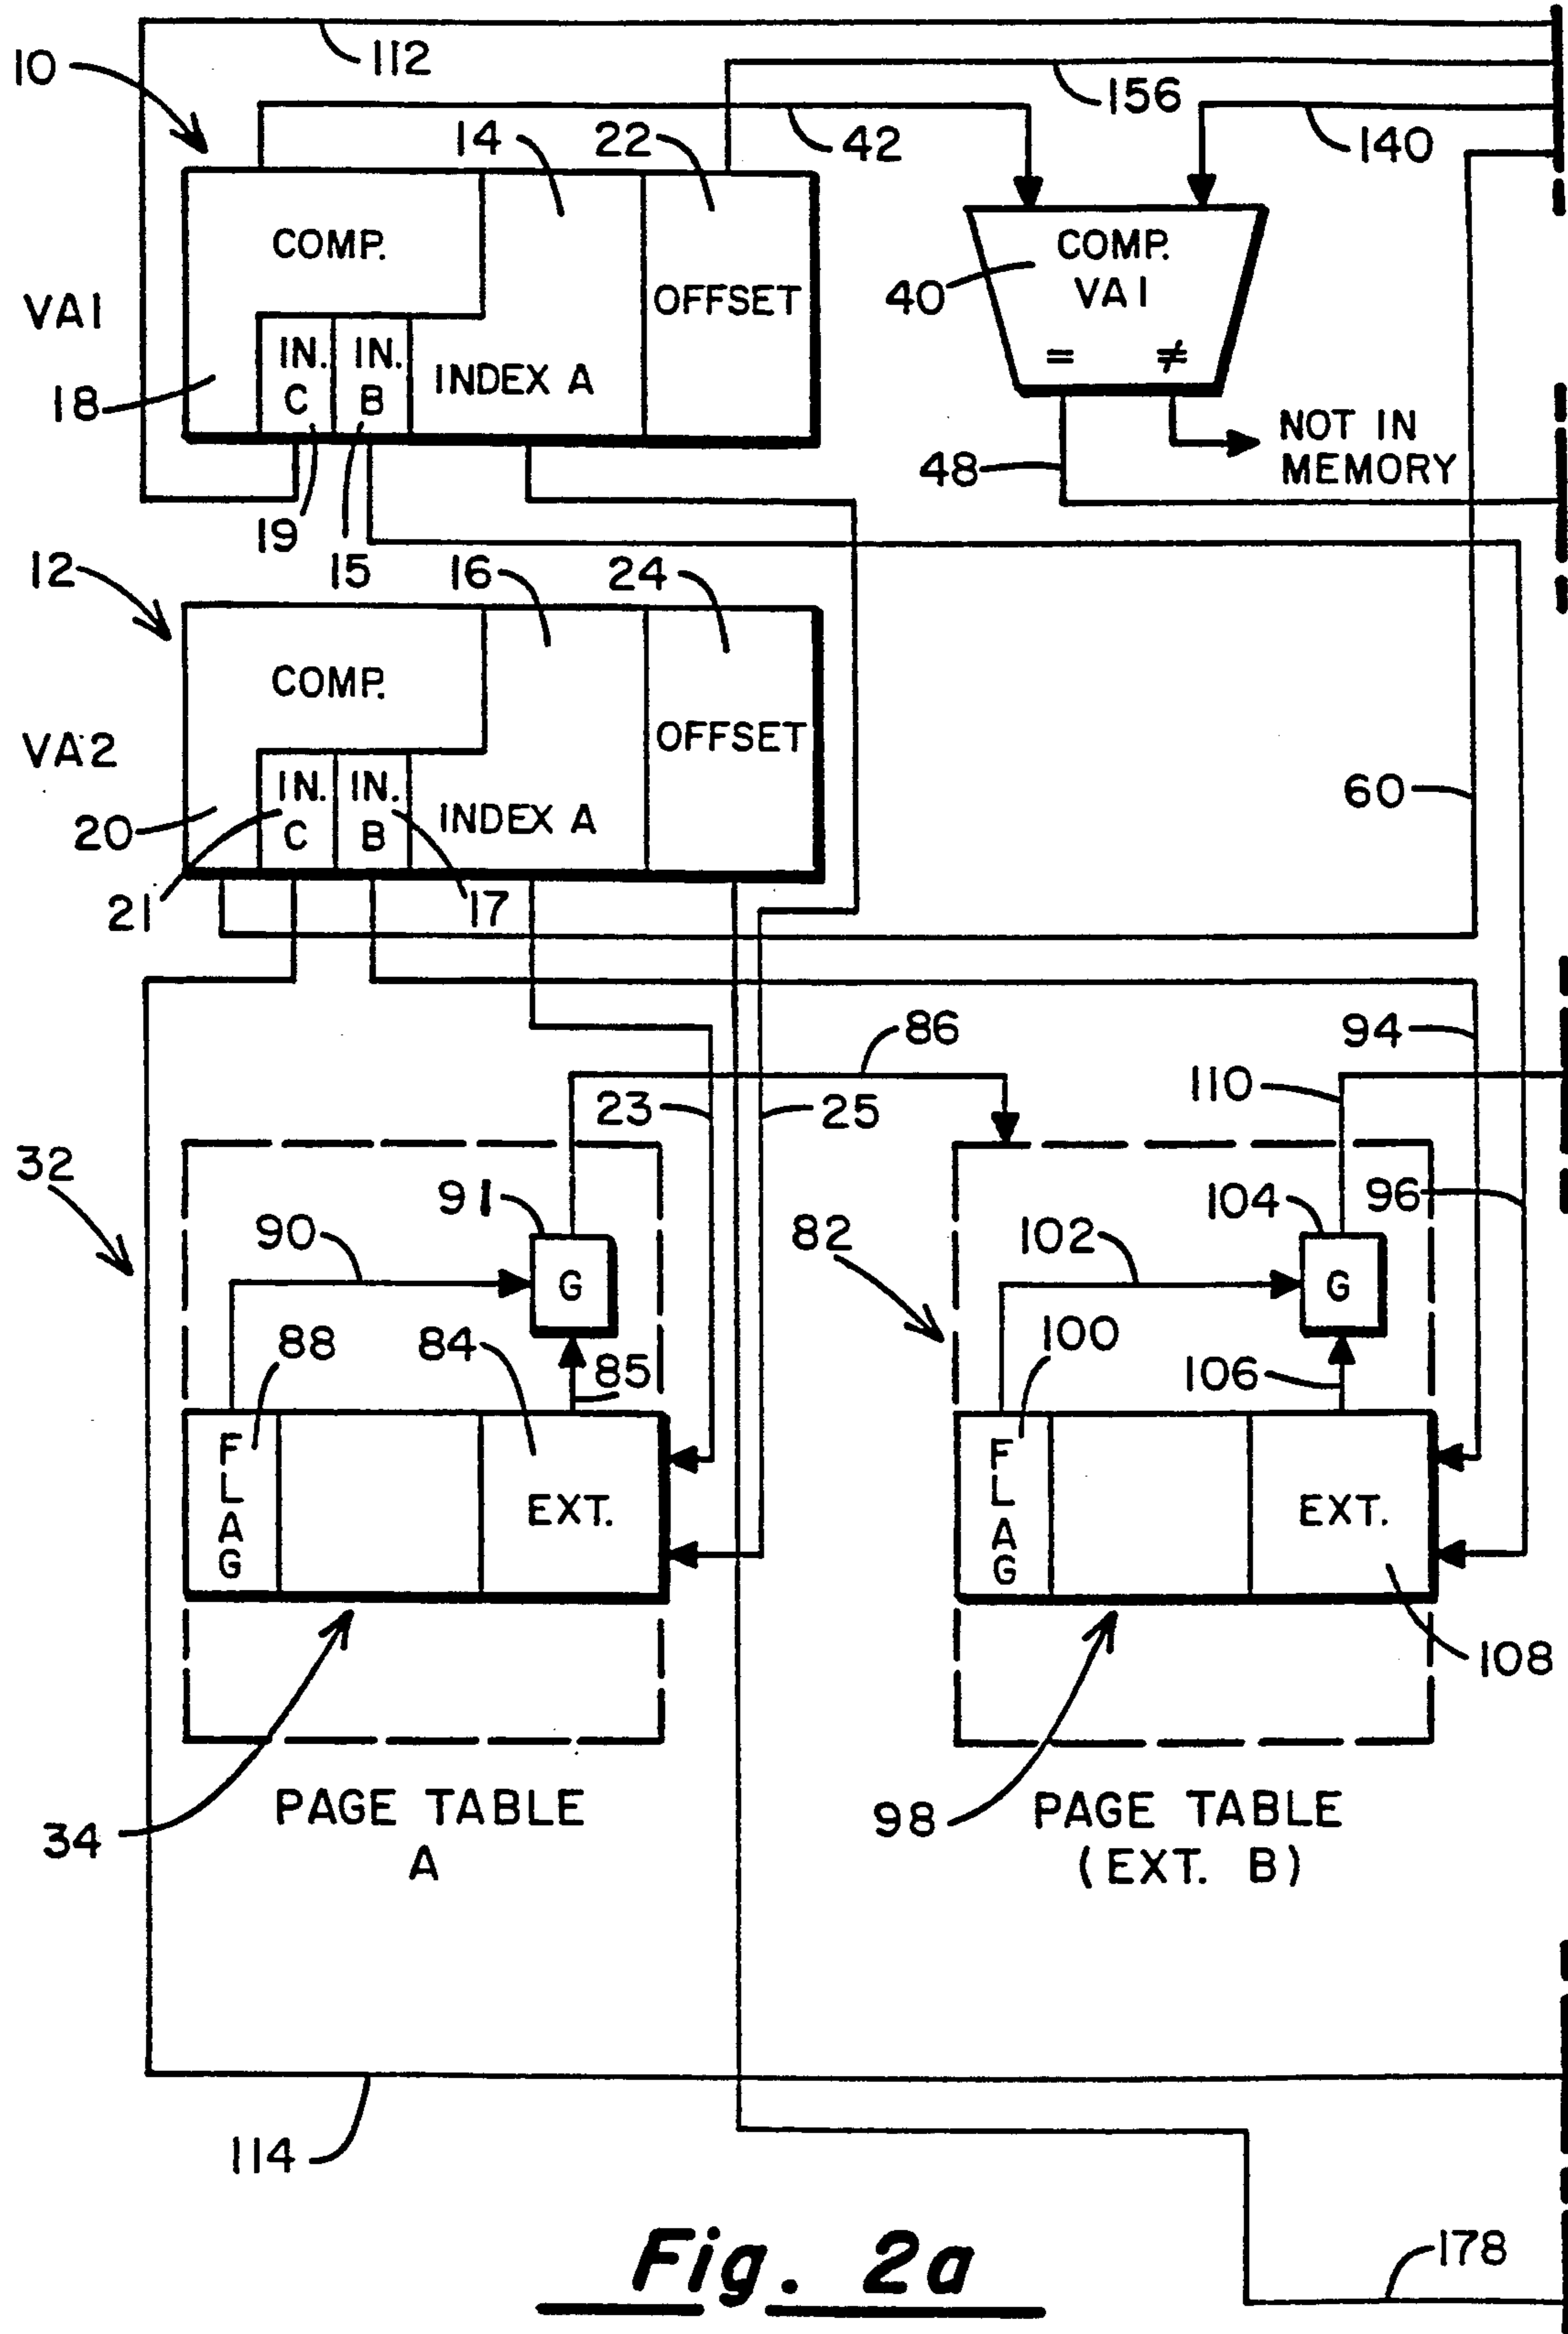 112
10
156
14
22
42
140
COMP.
COMP.
VA1
40
VA1
OFFSET
= ≠
IN.
C
IN.
B
INDEX A
18
NOT IN
MEMORY
48
19
15
12
16
24
COMP.
VA2
OFFSET
60
IN.
C
IN.
B
INDEX A
20
21
17
86
94
110
23
25
32
91
104
96
90
82
102
G
G
88
84
85
100
106
FLAG
EXT.
FLAG
EXT.
108
34
PAGE TABLE
A
98
PAGE TABLE
(EXT. B)
114
178
Fig. 2a